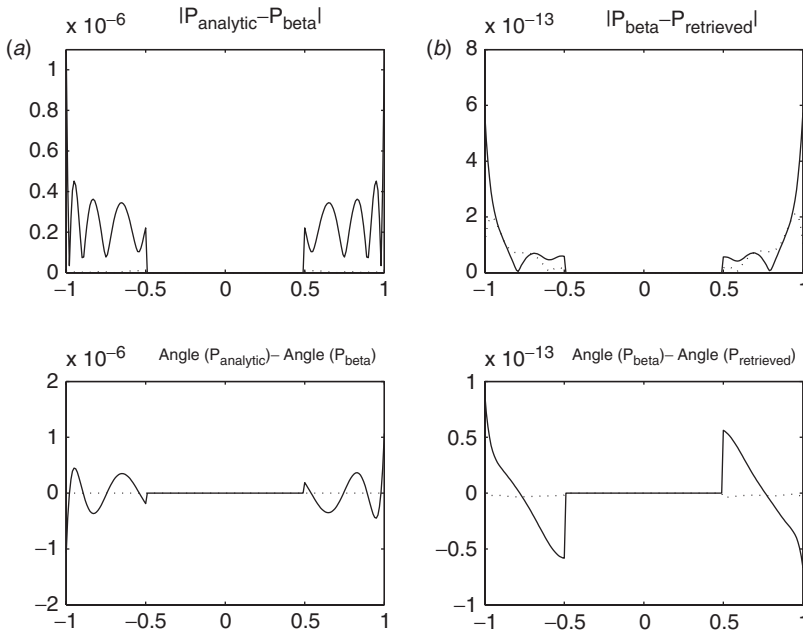 (a)
x 10⁻⁶
|P_analytic–P_beta|
1
0.8
0.6
0.4
0.2
0
−1 −0.5 0 0.5 1
(b)
x 10⁻¹³
|P_beta–P_retrieved|
8
6
4
2
0
−1 −0.5 0 0.5 1
x 10⁻⁶
Angle (P_analytic)– Angle (P_beta)
2
1
0
−1
−2
−1 −0.5 0 0.5 1
x 10⁻¹³
Angle (P_beta)– Angle (P_retrieved)
1
0.5
0
−0.5
−1
−1 −0.5 0 0.5 1